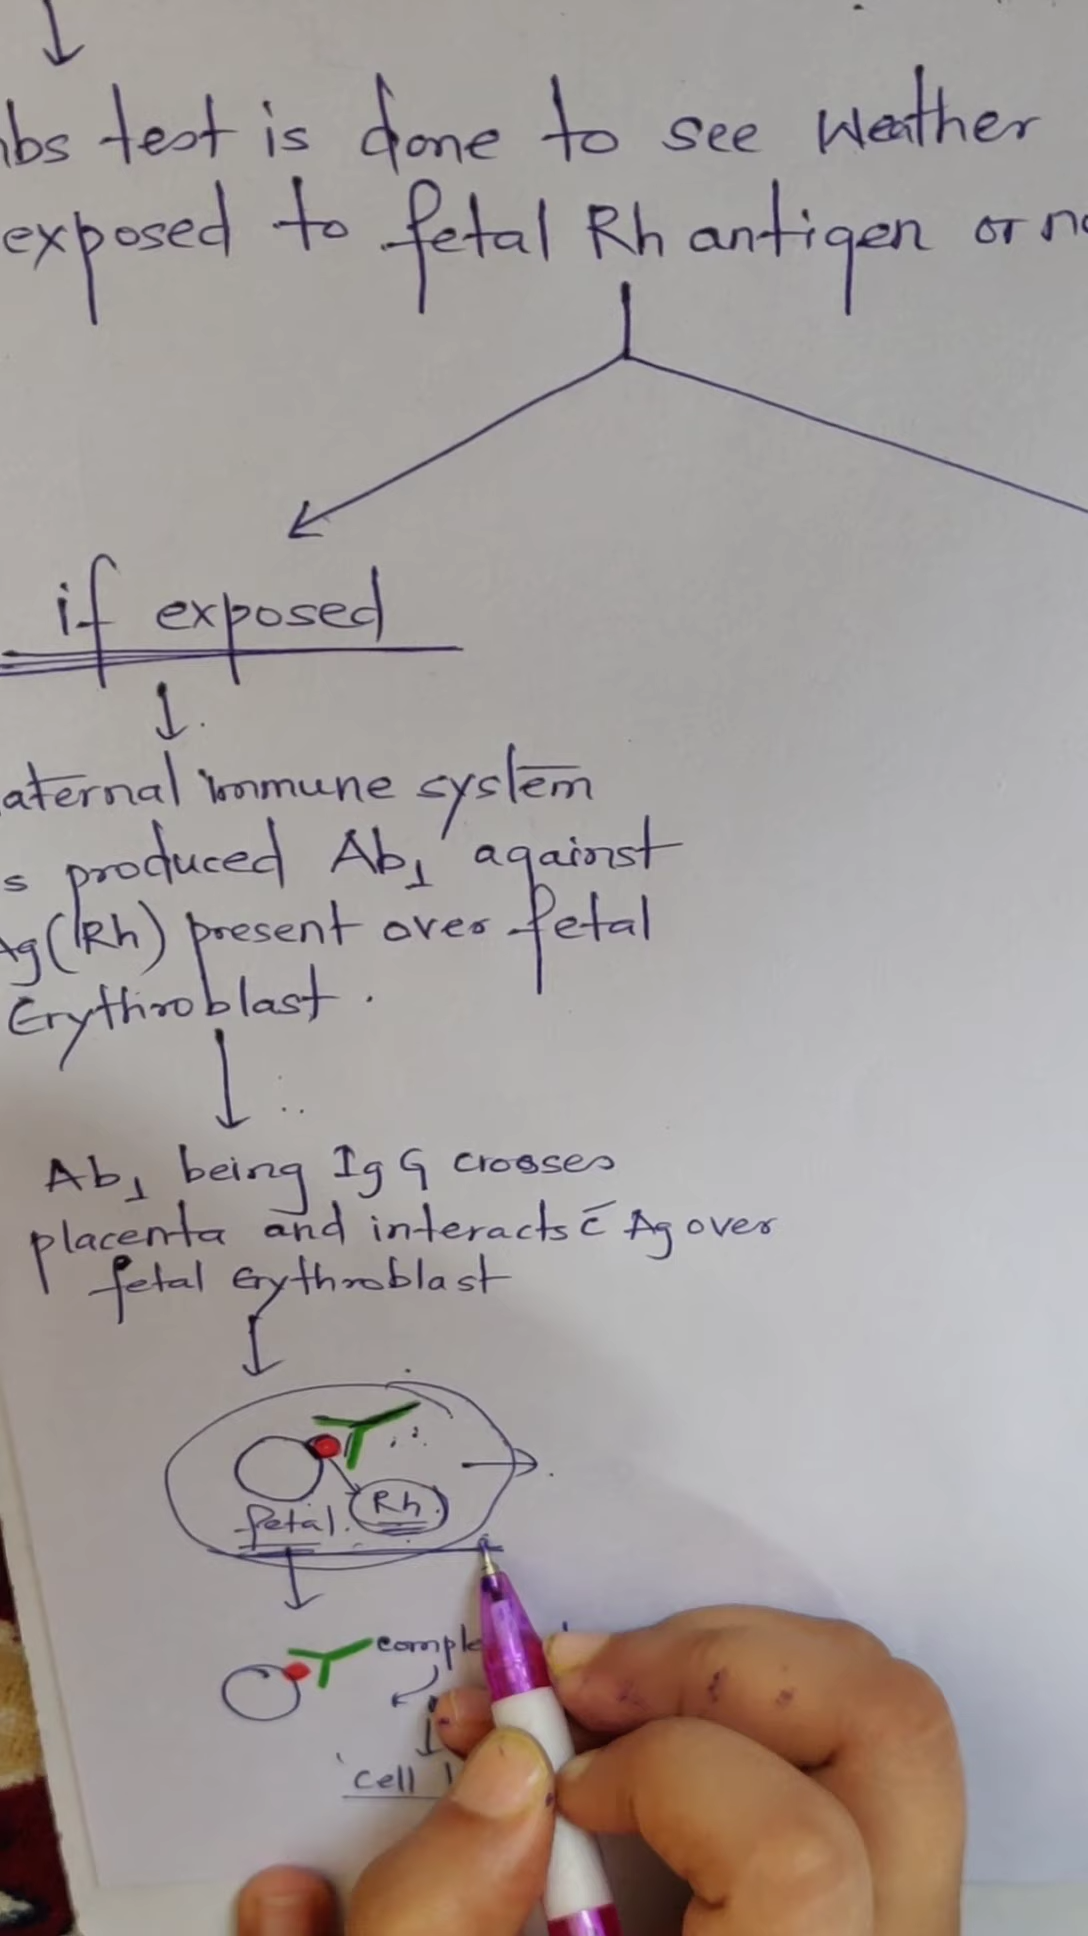 test is done to see Weather
exposed to fetal Rh antigen or
if exposed
immune system
produced Ab1 against
(Rh) present over fetal
Erythroblast.
Ab1 being IgG crosses
placenta and interacts c̄ Ag over
fetal Erythroblast
Rh
fetal
cell